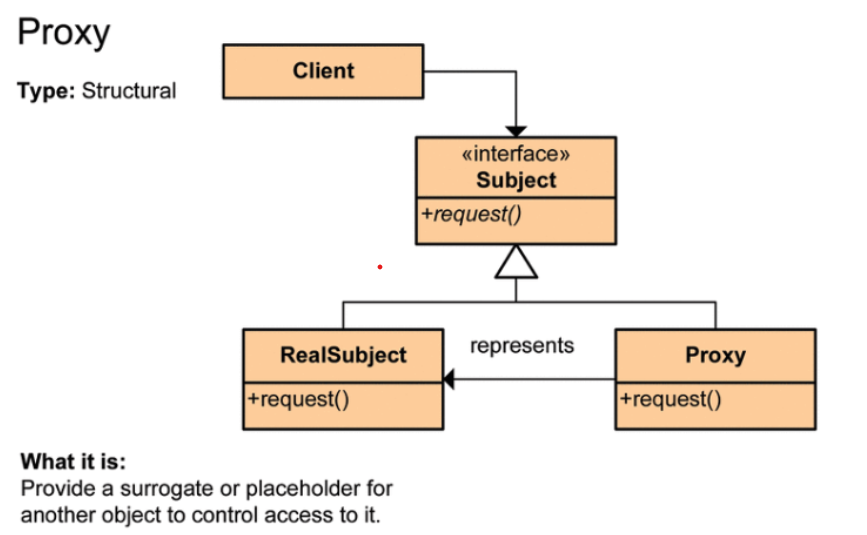 Proxy
Type: Structural
Client
«interface»
Subject
+request()
RealSubject
+request()
represents
Proxy
+request()
What it is:
Provide a surrogate or placeholder for
another object to control access to it.